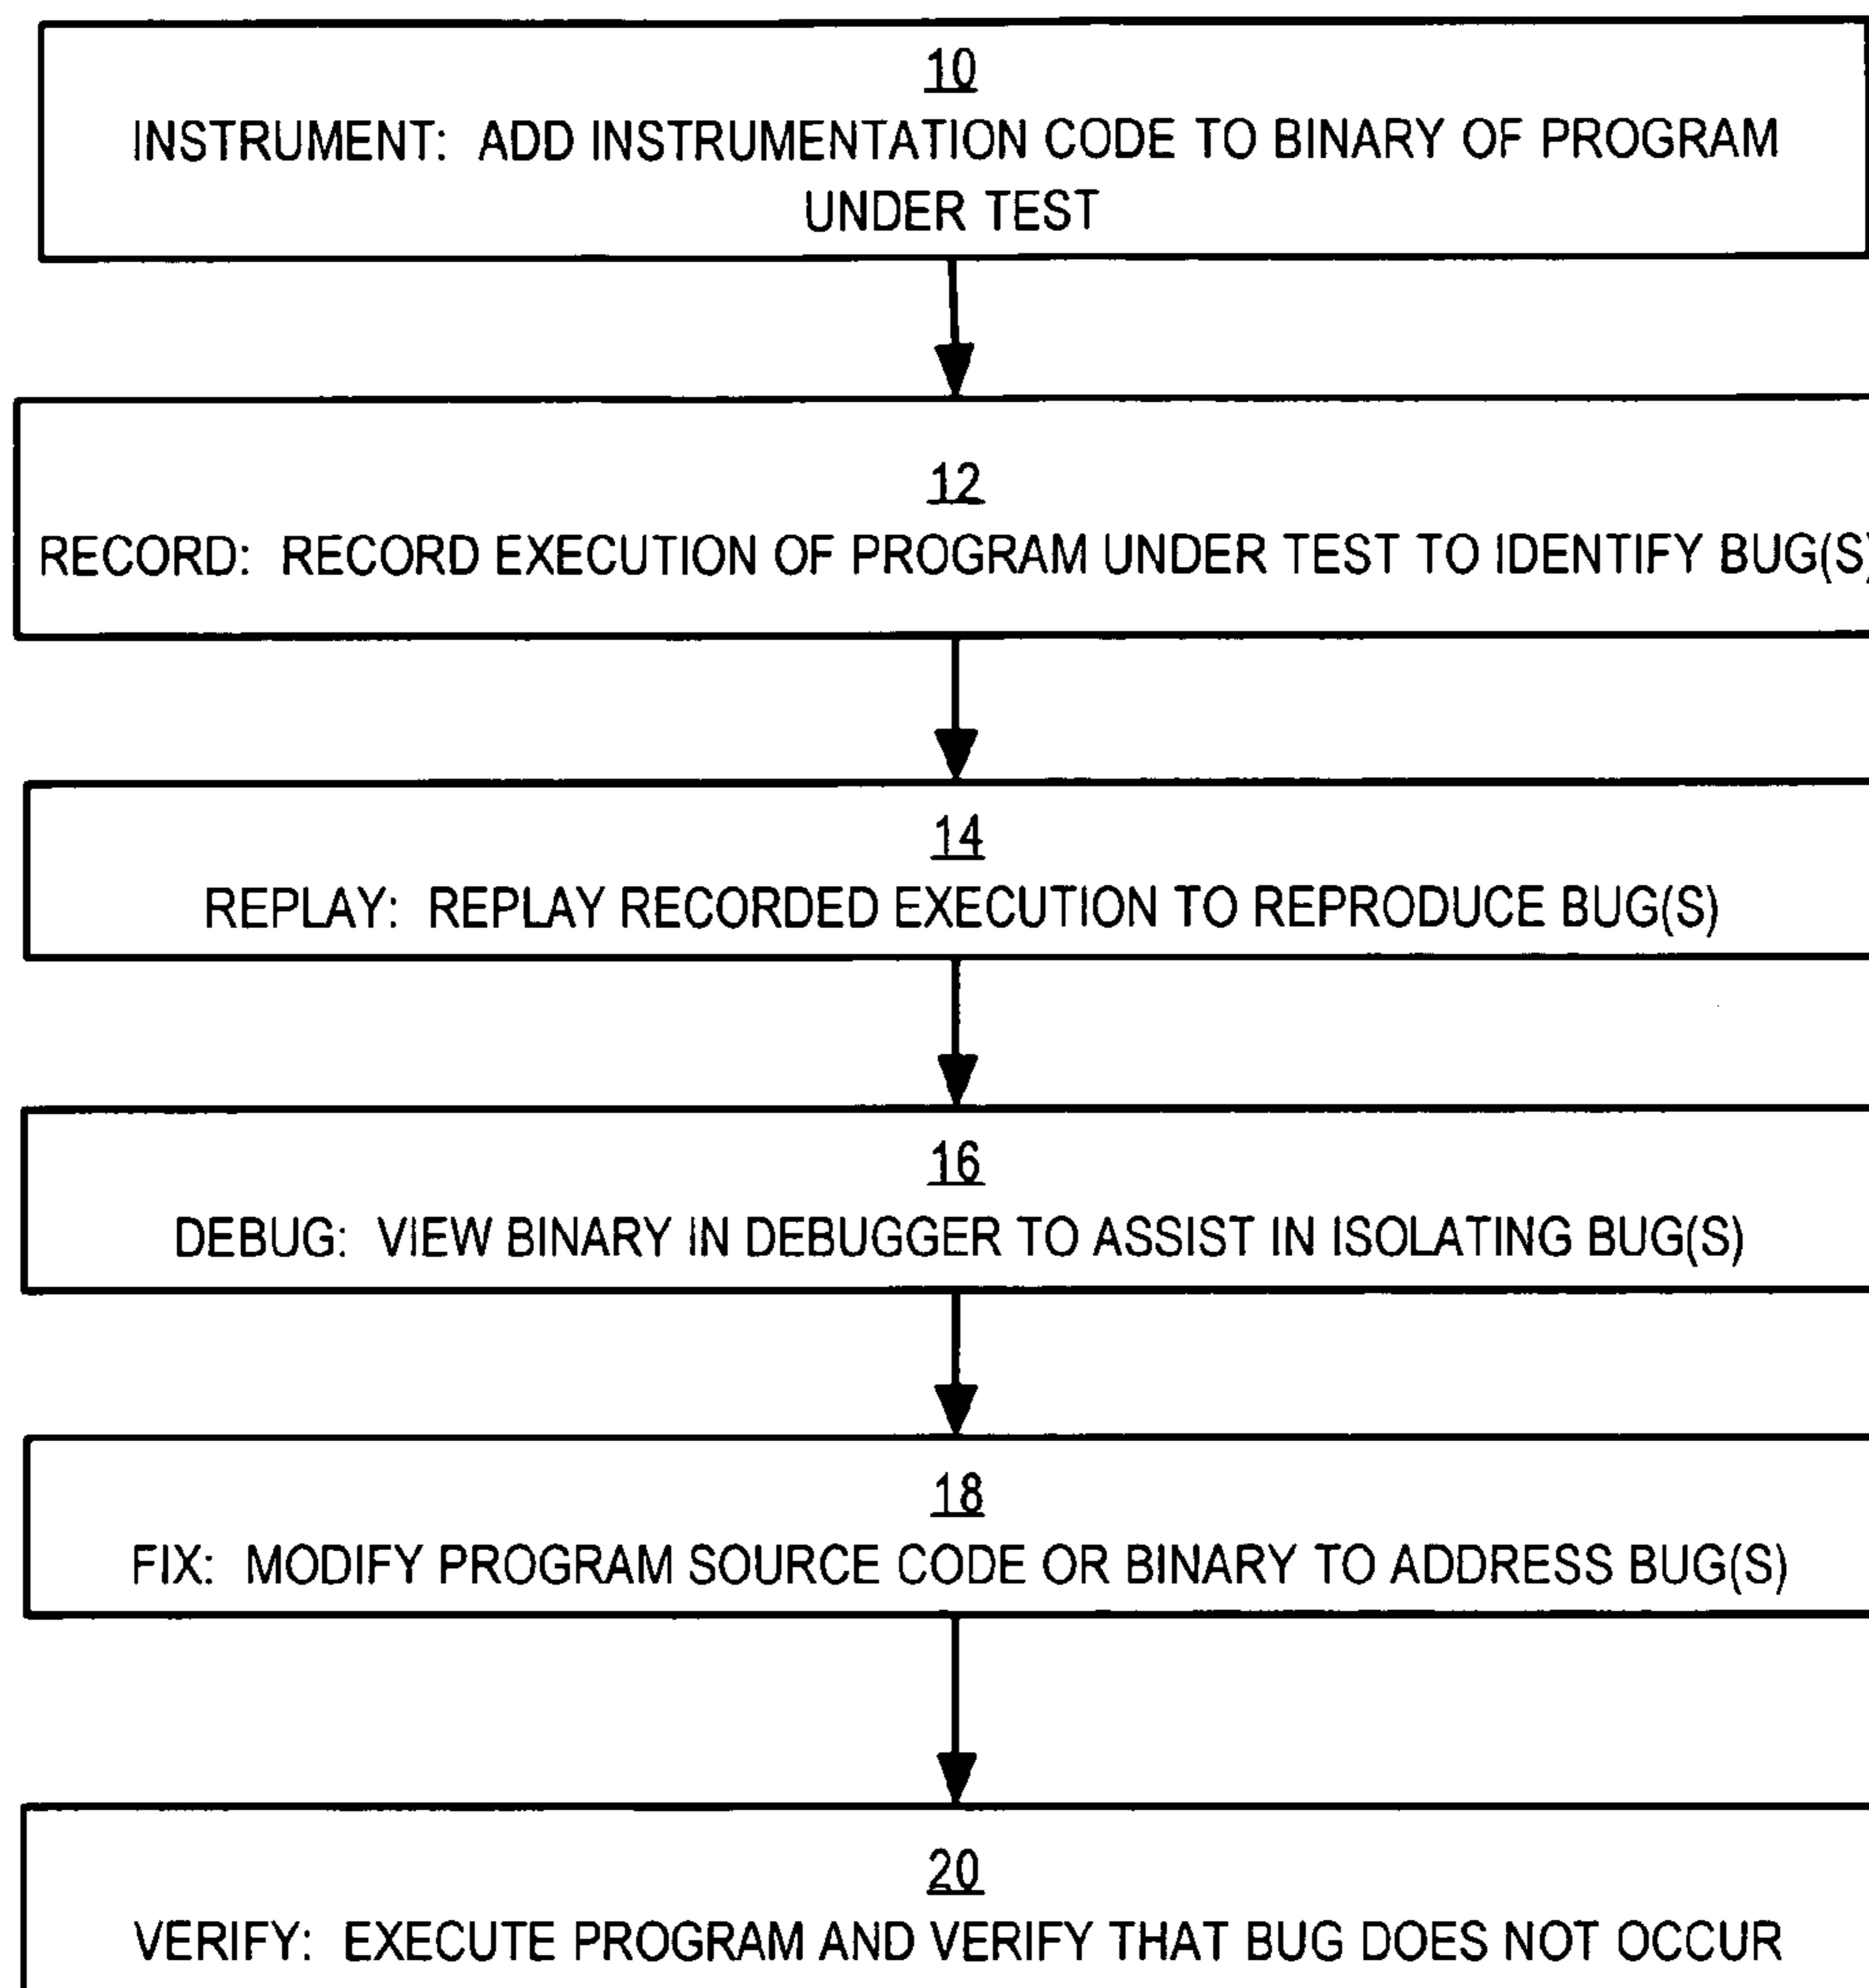 10
INSTRUMENT: ADD INSTRUMENTATION CODE TO BINARY OF PROGRAM
UNDER TEST
12
RECORD: RECORD EXECUTION OF PROGRAM UNDER TEST TO IDENTIFY BUG(S)
14
REPLAY: REPLAY RECORDED EXECUTION TO REPRODUCE BUG(S)
16
DEBUG: VIEW BINARY IN DEBUGGER TO ASSIST IN ISOLATING BUG(S)
18
FIX: MODIFY PROGRAM SOURCE CODE OR BINARY TO ADDRESS BUG(S)
20
VERIFY: EXECUTE PROGRAM AND VERIFY THAT BUG DOES NOT OCCUR